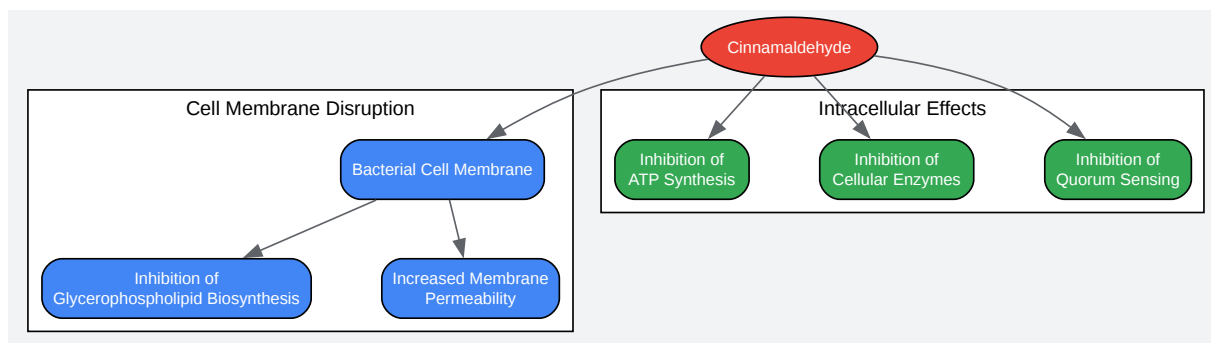 Cinnamaldehyde
Cell Membrane Disruption
Intracellular Effects
Bacterial Cell Membrane
Inhibition of
ATP Synthesis
Inhibition of
Cellular Enzymes
Inhibition of
Quorum Sensing
Inhibition of
Glycerophospholipid Biosynthesis
Increased Membrane
Permeability